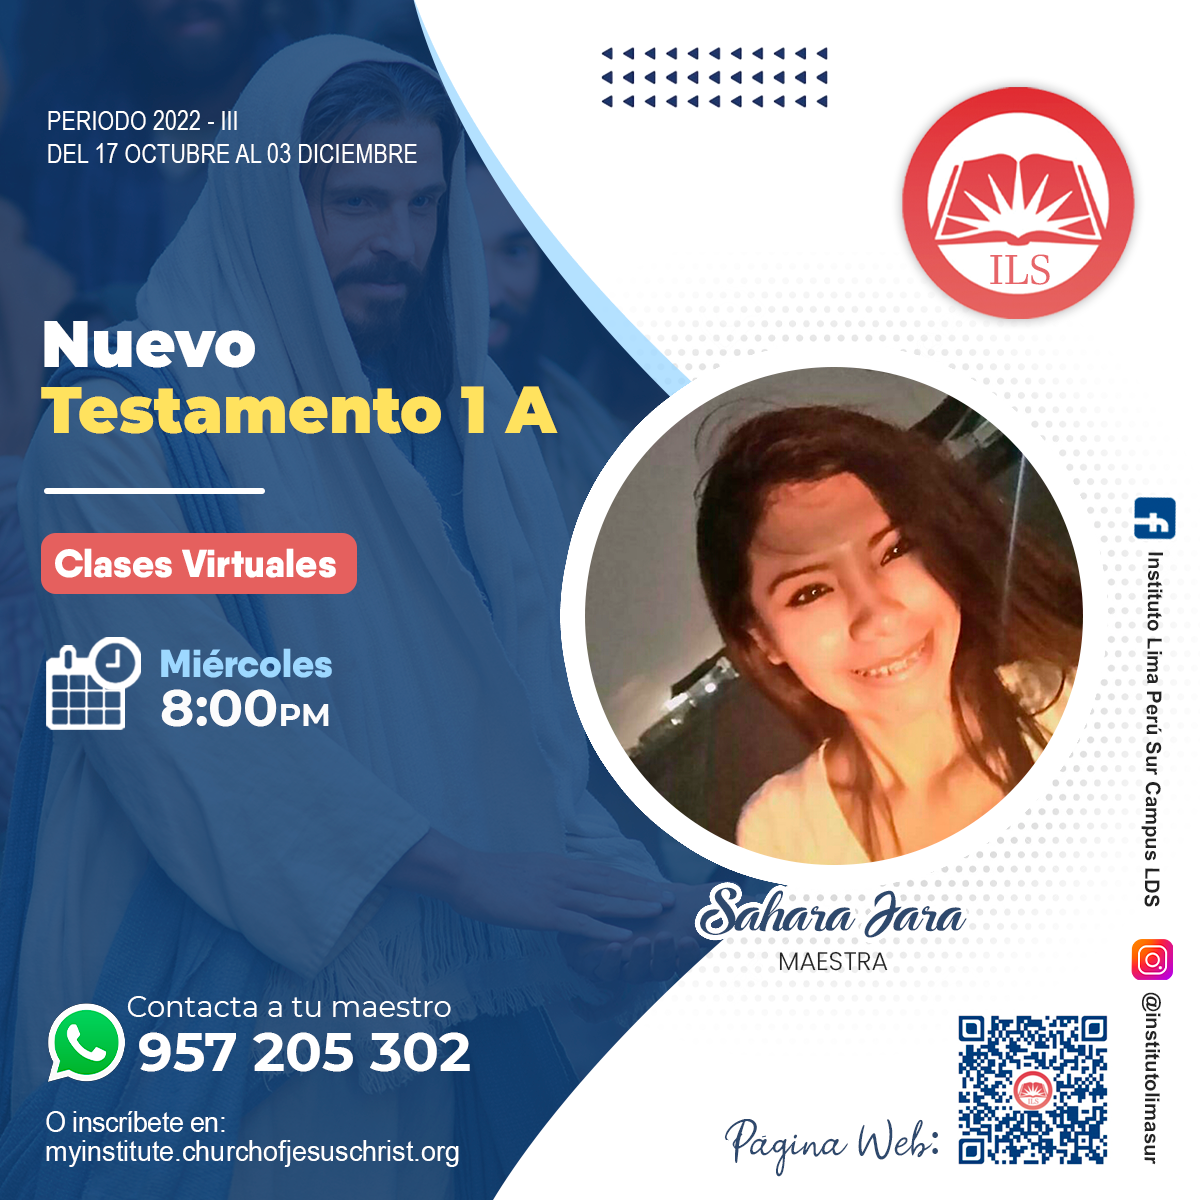 PERIODO 2022 - III
DEL 17 OCTUBRE AL 03 DICIEMBRE
ILS
Nuevo
Testamento 1 A
Clases Virtuales
Miércoles
8:00PM
Sahara Jara
MAESTRA
Contacta a tu maestro
957 205 302
O inscríbete en:
myinstitute.churchofjesuschrist.org
Página Web:
ILS
Instituto Lima Perú Sur Campus LDS
@institutolimasur